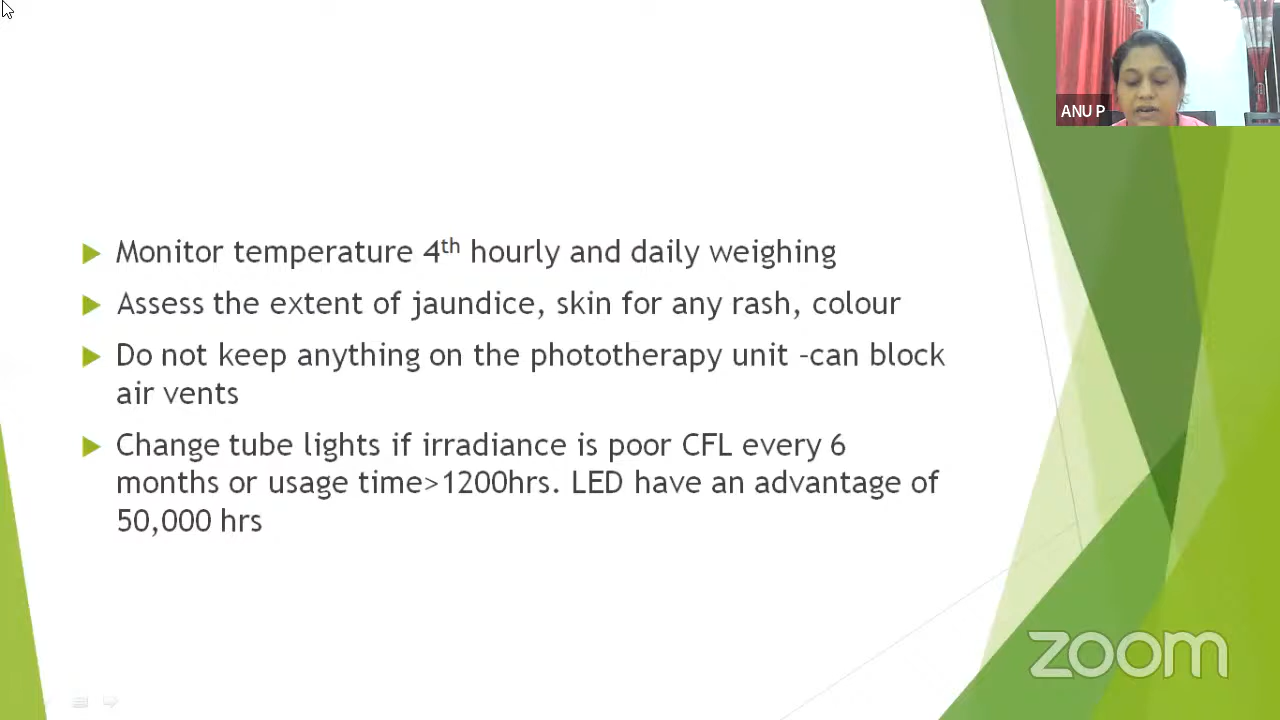 ANU P
Monitor temperature 4th hourly and daily weighing
Assess the extent of jaundice, skin for any rash, colour
Do not keep anything on the phototherapy unit –can block
air vents
Change tube lights if irradiance is poor CFL every 6
months or usage time>1200hrs. LED have an advantage of
50,000 hrs
zoom